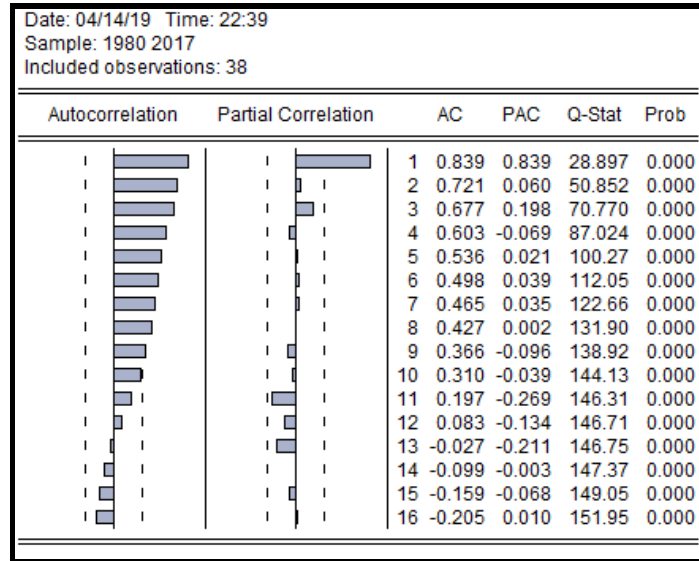 Date: 04/14/19 Time: 22:39
Sample: 1980 2017
Included observations: 38
Autocorrelation Partial Correlation AC PAC Q-Stat Prob
1 0.839 0.839 28.897 0.000
2 0.721 0.060 50.852 0.000
3 0.677 0.198 70.770 0.000
4 0.603 -0.069 87.024 0.000
5 0.536 0.021 100.27 0.000
6 0.498 0.039 112.05 0.000
7 0.465 0.035 122.66 0.000
8 0.427 0.002 131.90 0.000
9 0.366 -0.096 138.92 0.000
10 0.310 -0.039 144.13 0.000
11 0.197 -0.269 146.31 0.000
12 0.083 -0.134 146.71 0.000
13 -0.027 -0.211 146.75 0.000
14 -0.099 -0.003 147.37 0.000
15 -0.159 -0.068 149.05 0.000
16 -0.205 0.010 151.95 0.000